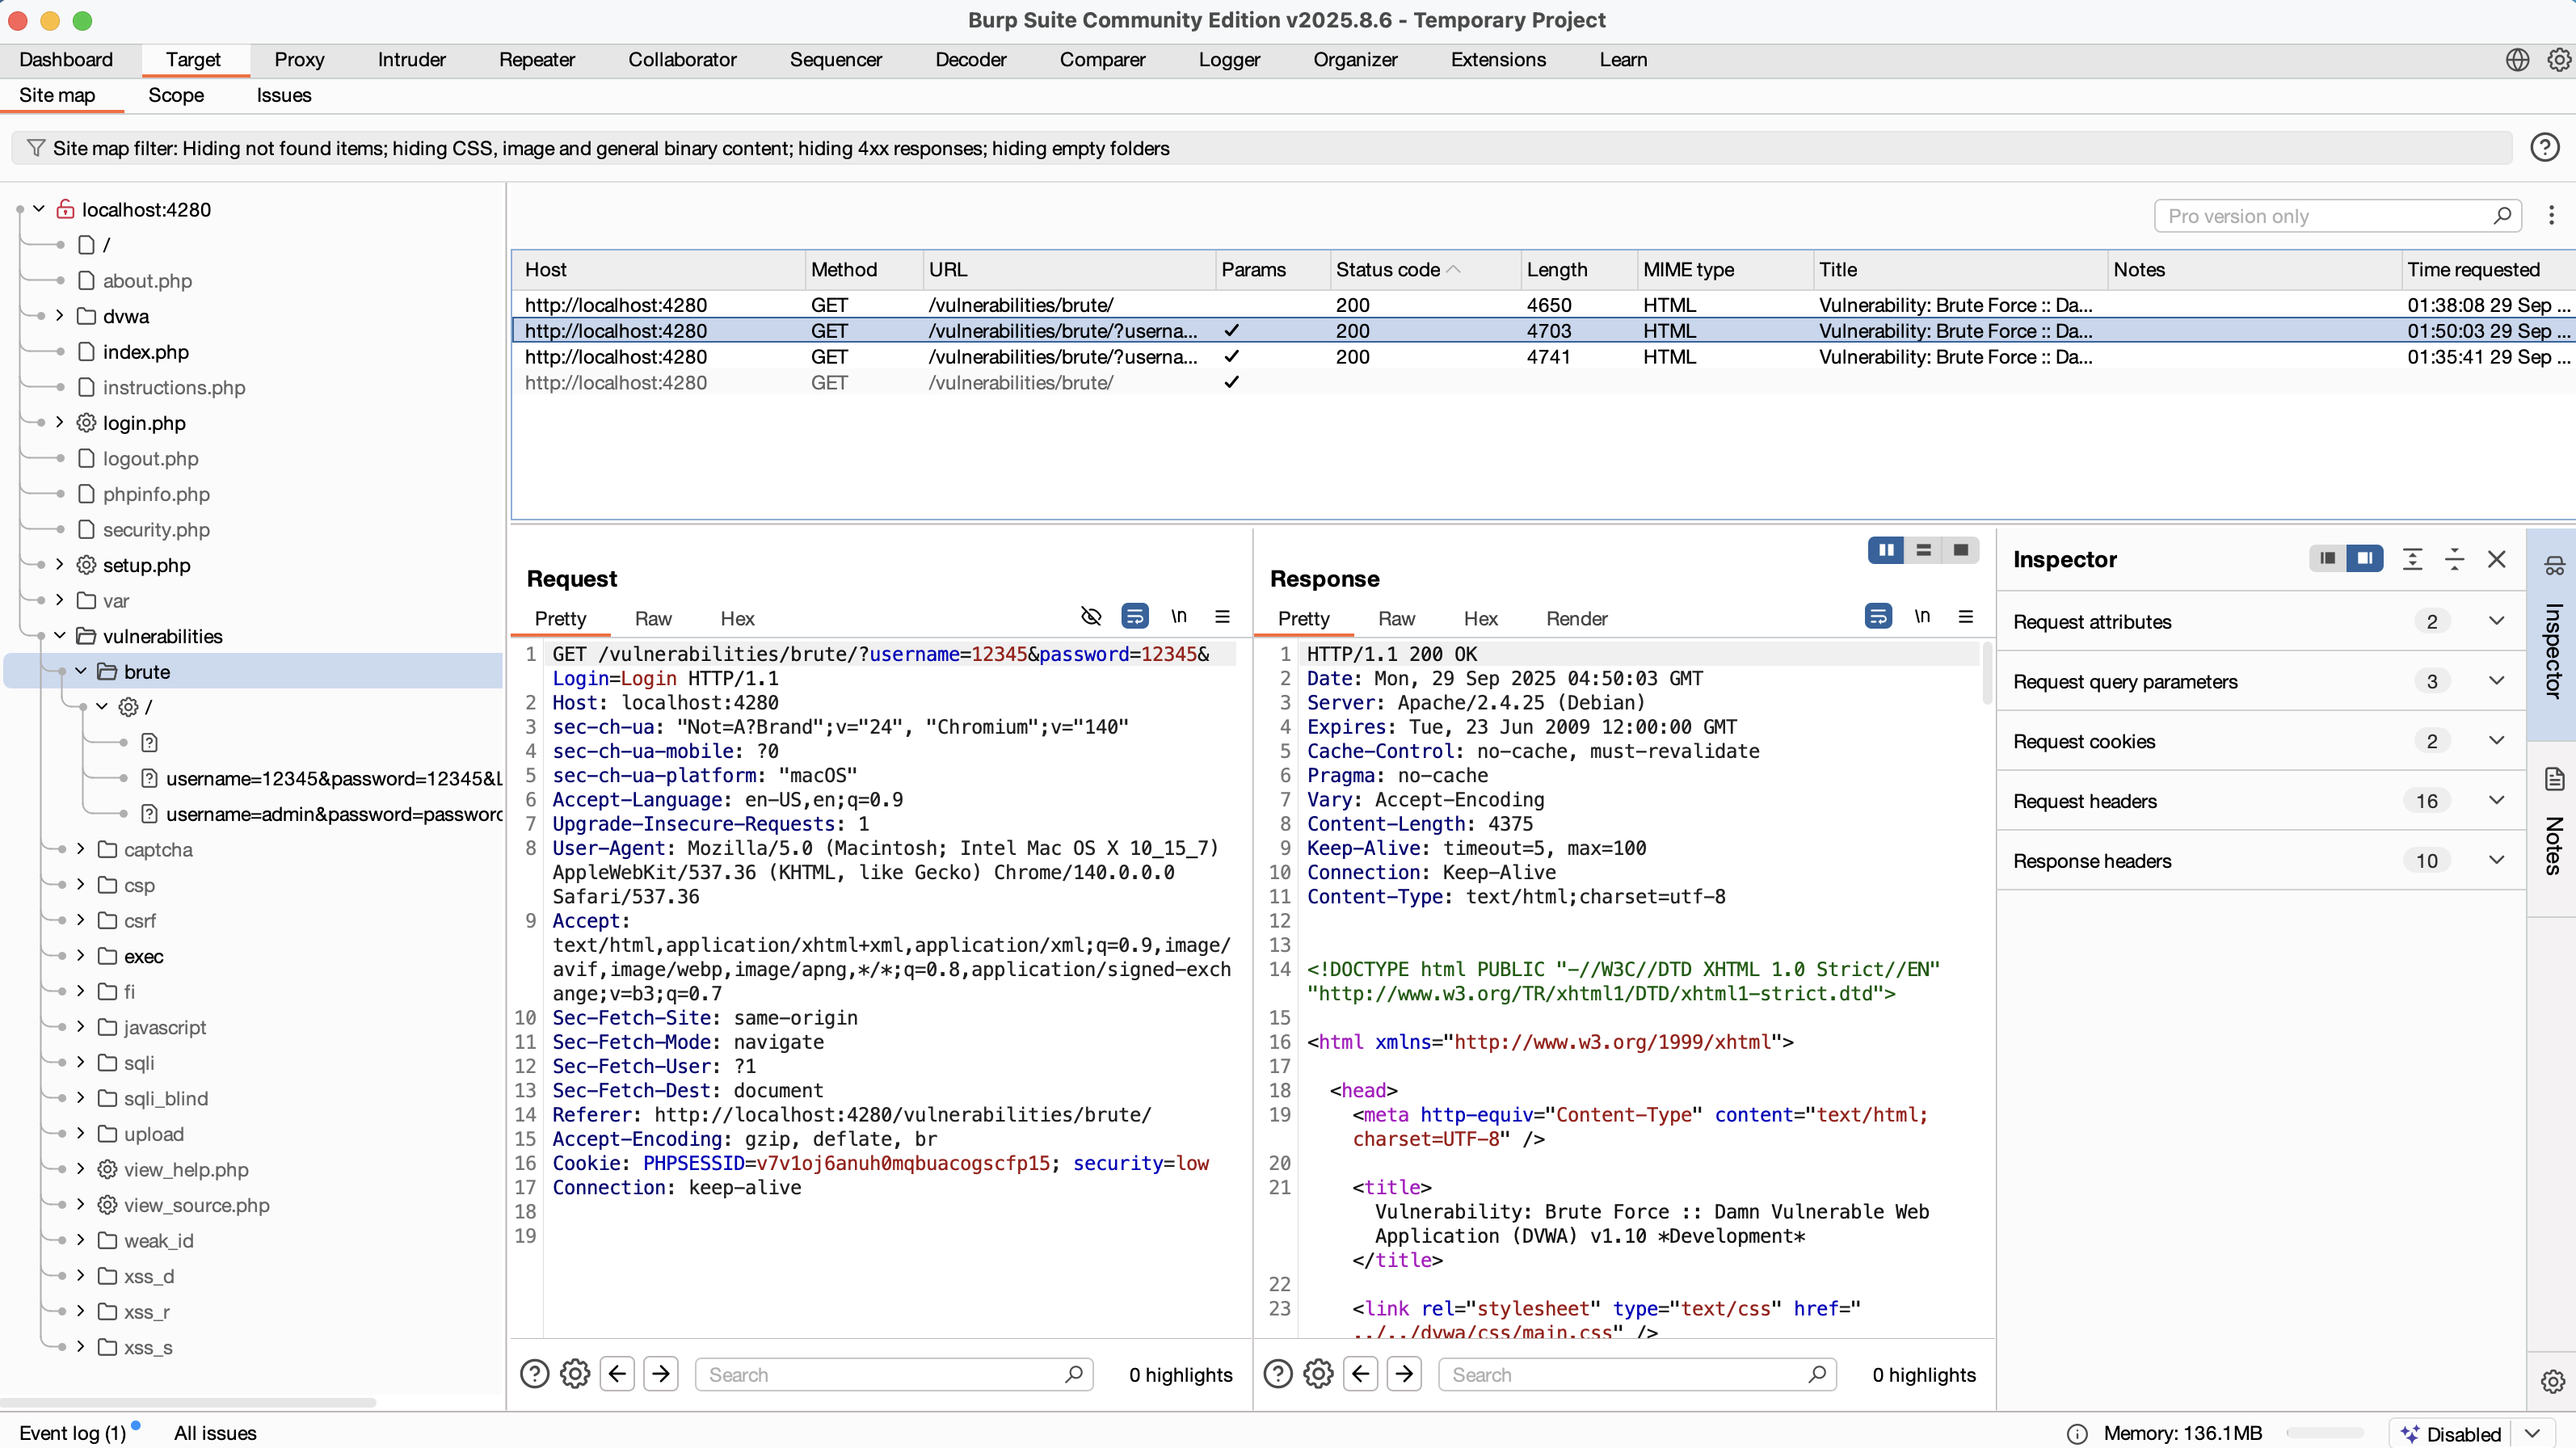 Burp Suite Community Edition v2025.8.6 - Temporary Project
Dashboard Target Proxy Intruder Repeater Collaborator Sequencer Decoder Comparer Logger Organizer Extensions Learn
Site map Scope Issues
Site map filter: Hiding not found items; hiding CSS, image and general binary content; hiding 4xx responses; hiding empty folders
localhost:4280
/
about.php
dvwa
index.php
instructions.php
login.php
logout.php
phpinfo.php
security.php
setup.php
var
vulnerabilities
brute
/
username=12345&password=12345&L
username=admin&password=passwor
captcha
csp
csrf
exec
fi
javascript
sqli
sqli_blind
upload
view_help.php
view_source.php
weak_id
xss_d
xss_r
xss_s
Pro version only
Host Method URL Params Status code Length MIME type Title Notes Time requested
http://localhost:4280 GET /vulnerabilities/brute/ 200 4650 HTML Vulnerability: Brute Force :: Da... 01:38:08 29 Sep ...
http://localhost:4280 GET /vulnerabilities/brute/?userna... ✓ 200 4703 HTML Vulnerability: Brute Force :: Da... 01:50:03 29 Sep ...
http://localhost:4280 GET /vulnerabilities/brute/?userna... ✓ 200 4741 HTML Vulnerability: Brute Force :: Da... 01:35:41 29 Sep ...
http://localhost:4280 GET /vulnerabilities/brute/ ✓
Request
Pretty Raw Hex \n
1 GET /vulnerabilities/brute/?username=12345&password=12345&
Login=Login HTTP/1.1
2 Host: localhost:4280
3 sec-ch-ua: "Not=A?Brand";v="24", "Chromium";v="140"
4 sec-ch-ua-mobile: ?0
5 sec-ch-ua-platform: "macOS"
6 Accept-Language: en-US,en;q=0.9
7 Upgrade-Insecure-Requests: 1
8 User-Agent: Mozilla/5.0 (Macintosh; Intel Mac OS X 10_15_7)
AppleWebKit/537.36 (KHTML, like Gecko) Chrome/140.0.0.0
Safari/537.36
9 Accept:
text/html,application/xhtml+xml,application/xml;q=0.9,image/
avif,image/webp,image/apng,*/*;q=0.8,application/signed-exch
ange;v=b3;q=0.7
10 Sec-Fetch-Site: same-origin
11 Sec-Fetch-Mode: navigate
12 Sec-Fetch-User: ?1
13 Sec-Fetch-Dest: document
14 Referer: http://localhost:4280/vulnerabilities/brute/
15 Accept-Encoding: gzip, deflate, br
16 Cookie: PHPSESSID=v7v1oj6anuh0mqbuacogscfp15; security=low
17 Connection: keep-alive
18
19
Search
0 highlights
Response
Pretty Raw Hex Render \n
1 HTTP/1.1 200 OK
2 Date: Mon, 29 Sep 2025 04:50:03 GMT
3 Server: Apache/2.4.25 (Debian)
4 Expires: Tue, 23 Jun 2009 12:00:00 GMT
5 Cache-Control: no-cache, must-revalidate
6 Pragma: no-cache
7 Vary: Accept-Encoding
8 Content-Length: 4375
9 Keep-Alive: timeout=5, max=100
10 Connection: Keep-Alive
11 Content-Type: text/html;charset=utf-8
12
13
14 <!DOCTYPE html PUBLIC "-//W3C//DTD XHTML 1.0 Strict//EN"
"http://www.w3.org/TR/xhtml1/DTD/xhtml1-strict.dtd">
15
16 <html xmlns="http://www.w3.org/1999/xhtml">
17
18 <head>
19 <meta http-equiv="Content-Type" content="text/html;
charset=UTF-8" />
20
21 <title>
Vulnerability: Brute Force :: Damn Vulnerable Web
Application (DVWA) v1.10 *Development*
</title>
22
23 <link rel="stylesheet" type="text/css" href="
../../dvwa/css/main.css" />
Search
0 highlights
Inspector
Request attributes 2
Request query parameters 3
Request cookies 2
Request headers 16
Response headers 10
Inspector
Notes
Event log (1) All issues
Memory: 136.1MB
Disabled